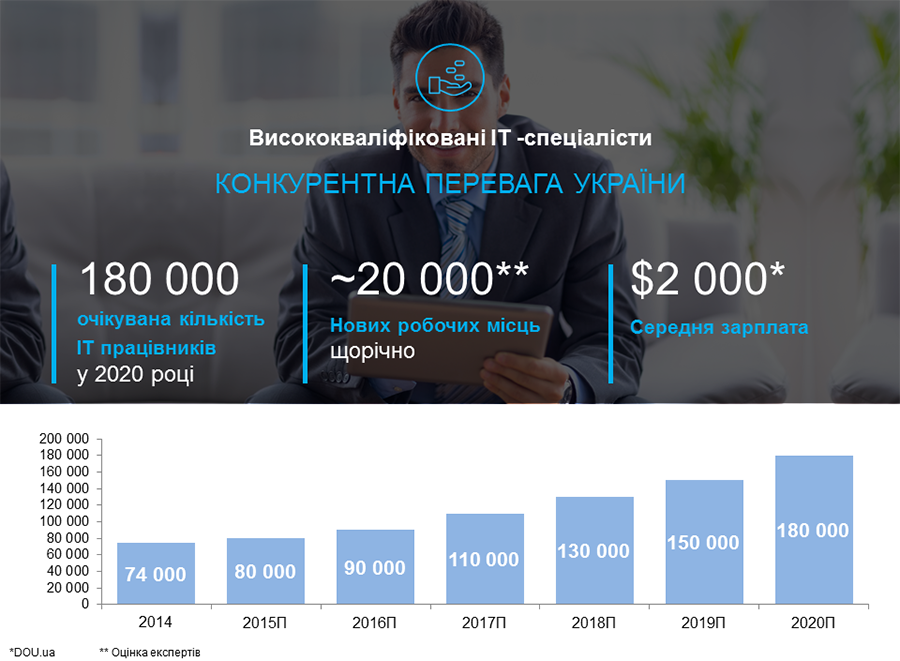 Висококваліфіковані ІТ -спеціалісти
КОНКУРЕНТНА ПЕРЕВАГА УКРАЇНИ
180 000
очікувана кількість
ІТ працівників
у 2020 році
~20 000**
Нових робочих місць
щорічно
$2 000*
Середня зарплата
200 000
180 000
160 000
140 000
120 000
100 000
80 000
60 000
40 000
20 000
0
74 000
80 000
90 000
110 000
130 000
150 000
180 000
2014
2015П
2016П
2017П
2018П
2019П
2020П
*DOU.ua
** Оцінка експертів